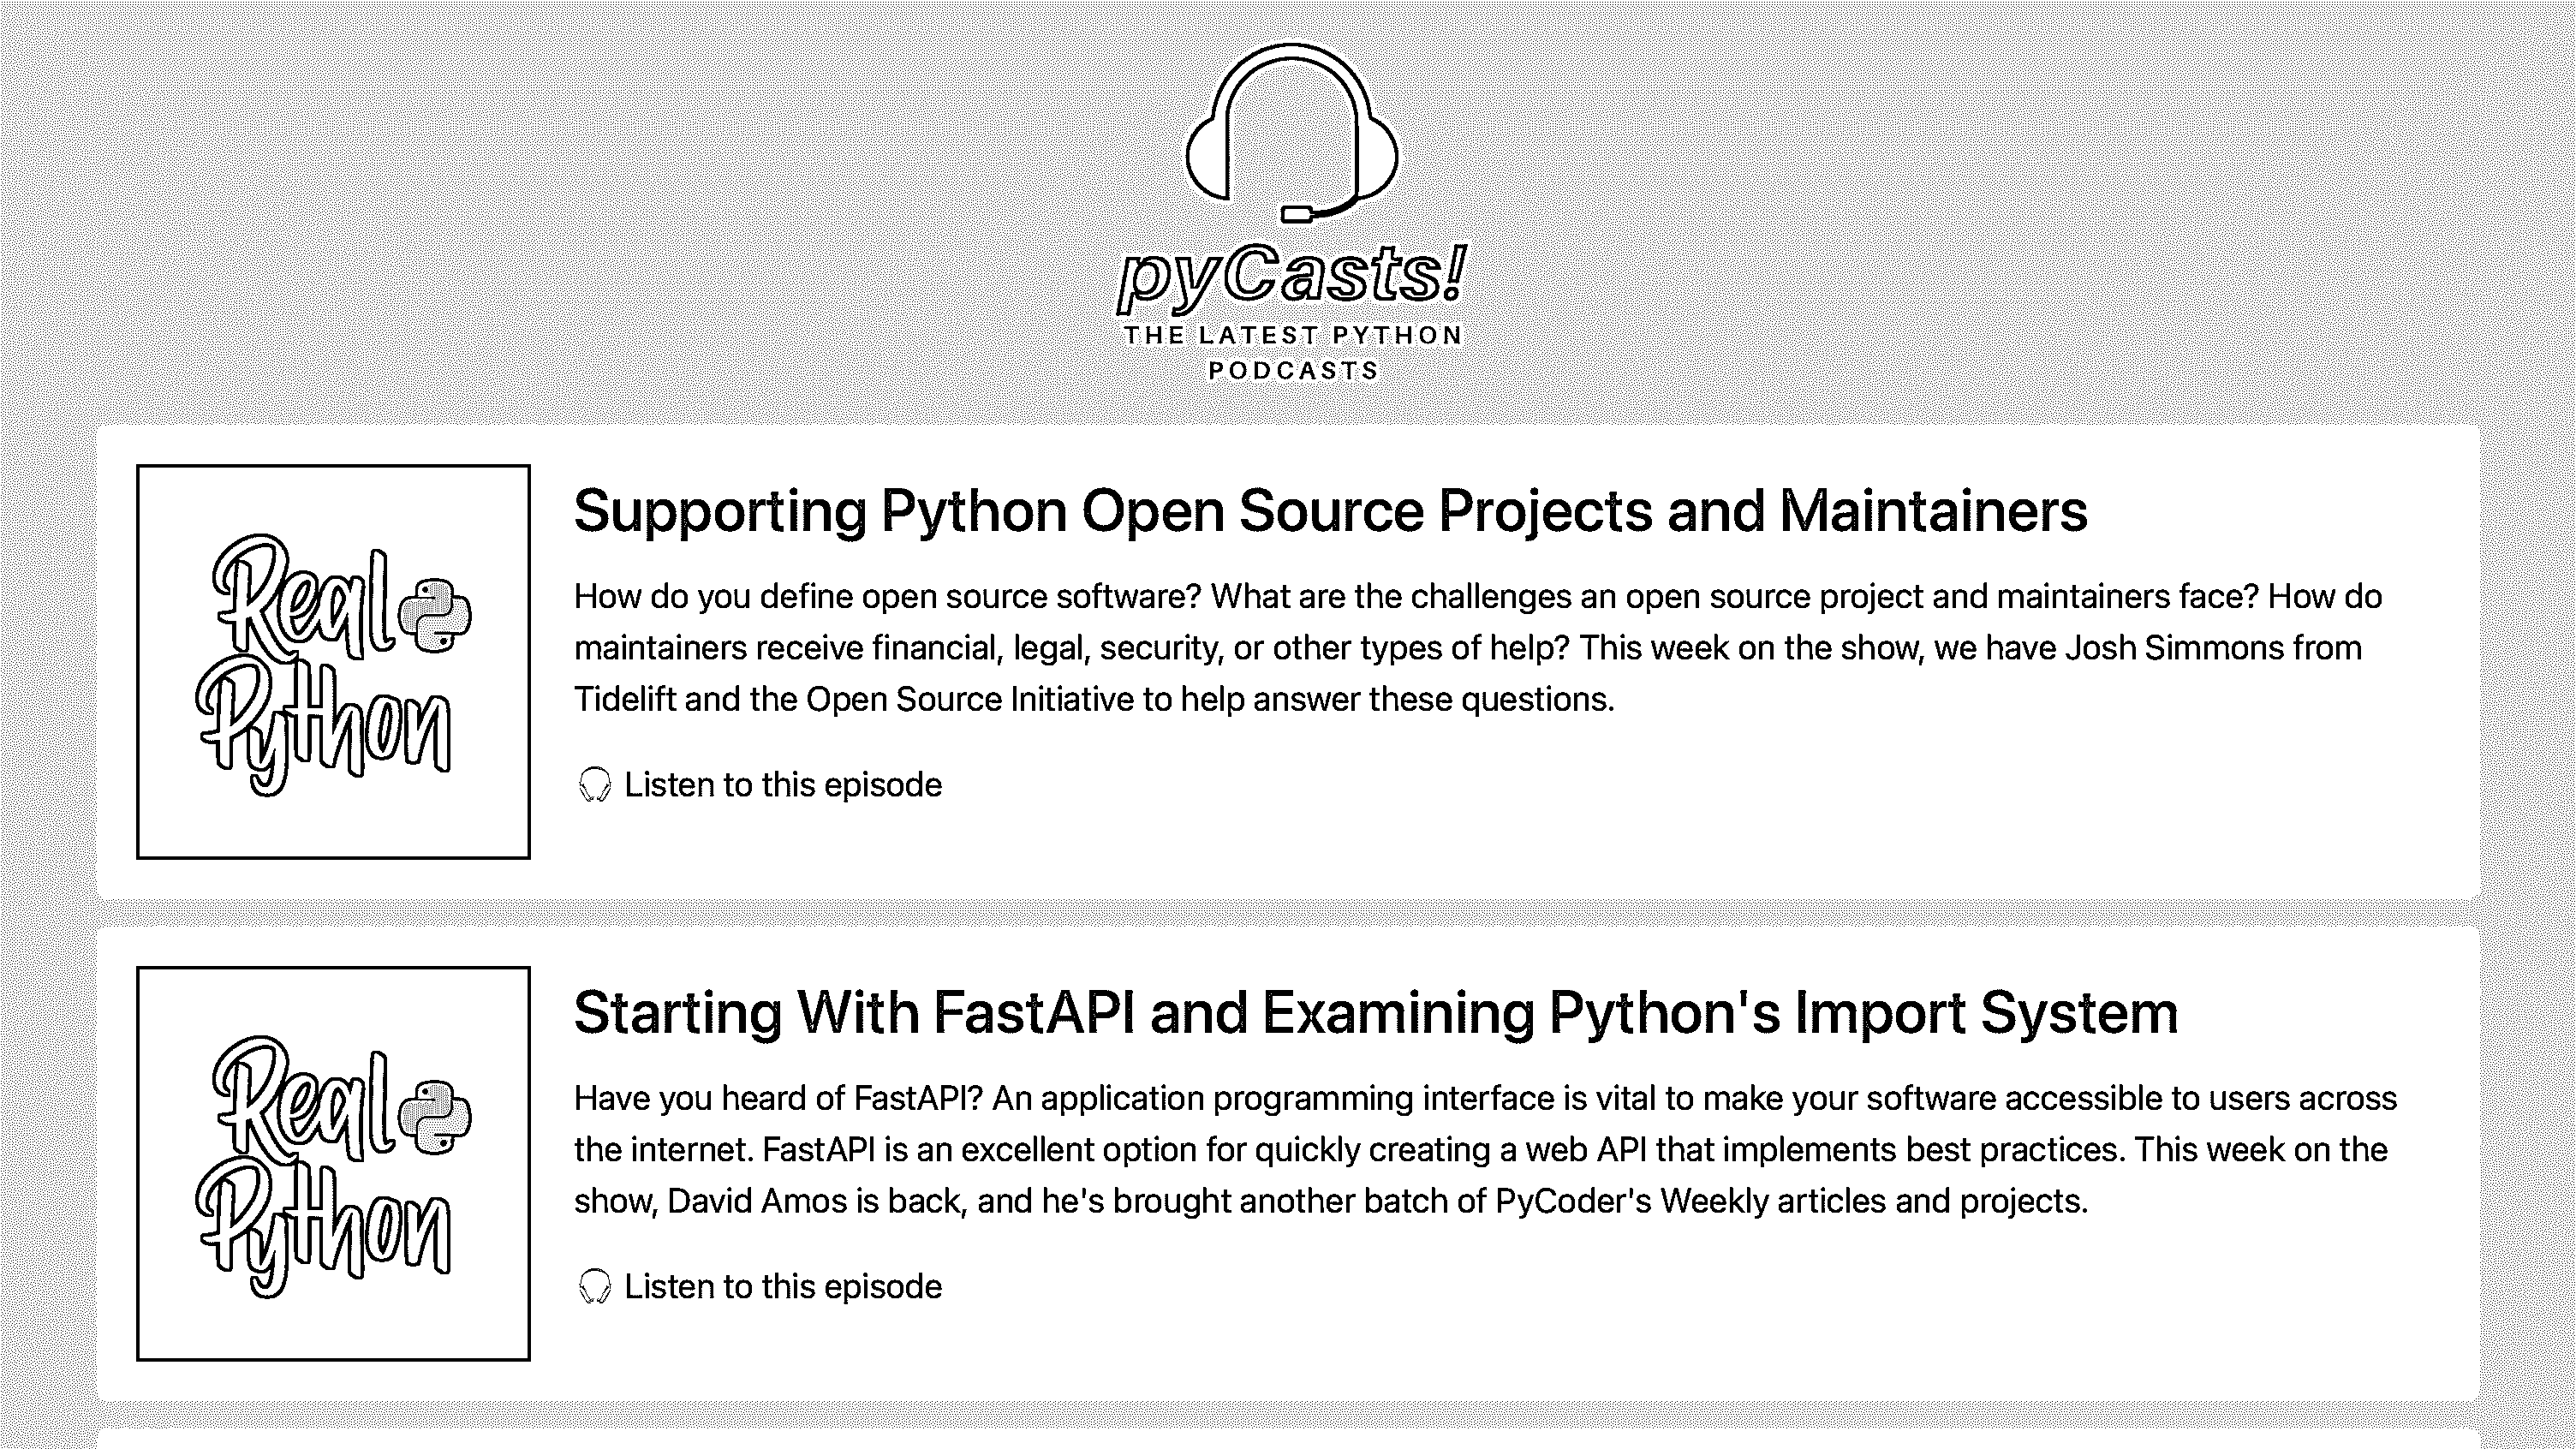 pyCasts!
THE LATEST PYTHON
PODCASTS
Real
Python
Supporting Python Open Source Projects and Maintainers
How do you define open source software? What are the challenges an open source project and maintainers face? How do
maintainers receive financial, legal, security, or other types of help? This week on the show, we have Josh Simmons from
Tidelift and the Open Source Initiative to help answer these questions.
Listen to this episode
Real
Python
Starting With FastAPI and Examining Python's Import System
Have you heard of FastAPI? An application programming interface is vital to make your software accessible to users across
the internet. FastAPI is an excellent option for quickly creating a web API that implements best practices. This week on the
show, David Amos is back, and he's brought another batch of PyCoder's Weekly articles and projects.
Listen to this episode